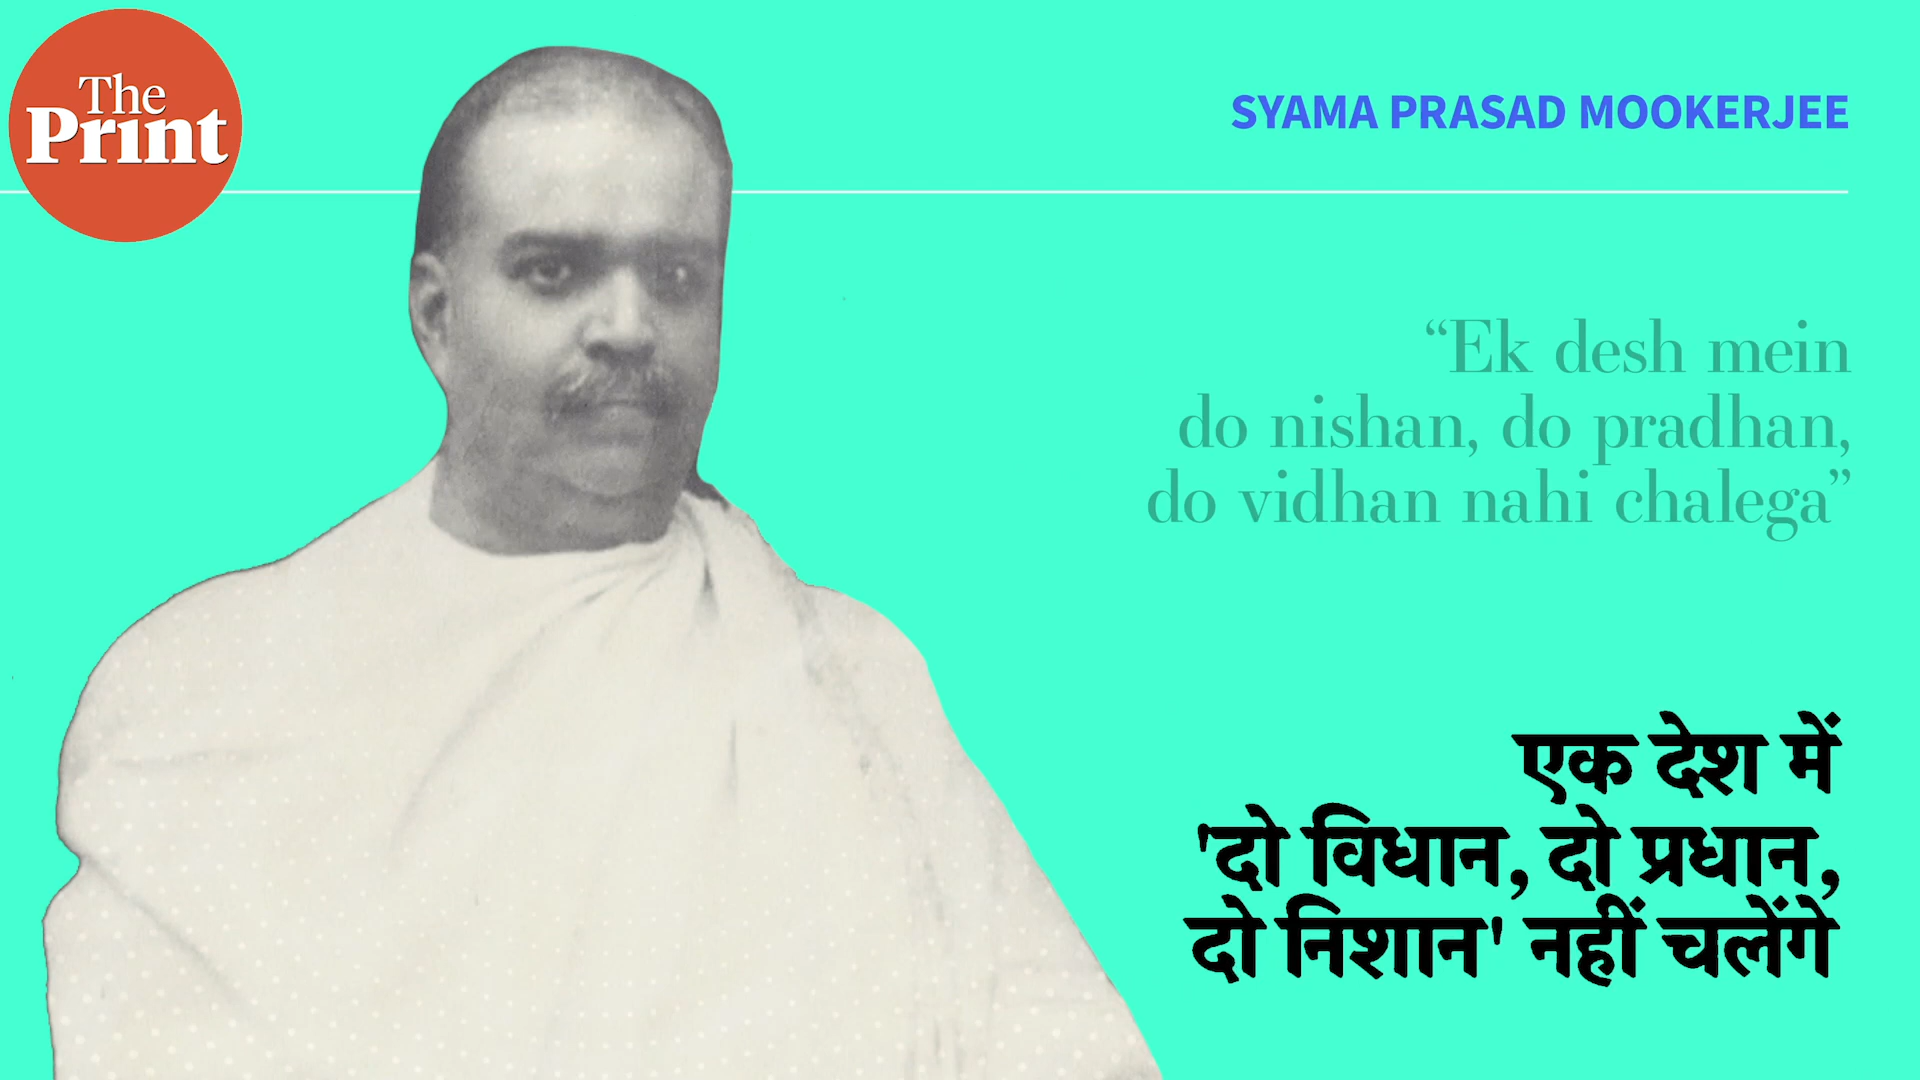 The
Print
SYAMA PRASAD MOOKERJEE
“Ek desh mein
do nishan, do pradhan,
do vidhan nahi chalega”
एक देश में
'दो विधान, दो प्रधान,
दो निशान' नहीं चलेंगे